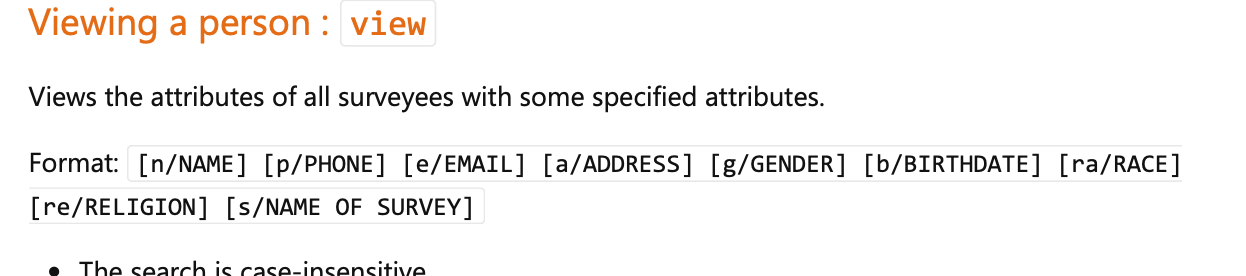 Viewing a person : view
Views the attributes of all surveyees with some specified attributes.
Format: [n/NAME] [p/PHONE] [e/EMAIL] [a/ADDRESS] [g/GENDER] [b/BIRTHDATE] [ra/RACE]
[re/RELIGION] [s/NAME OF SURVEY]
• The search is case-insensitive